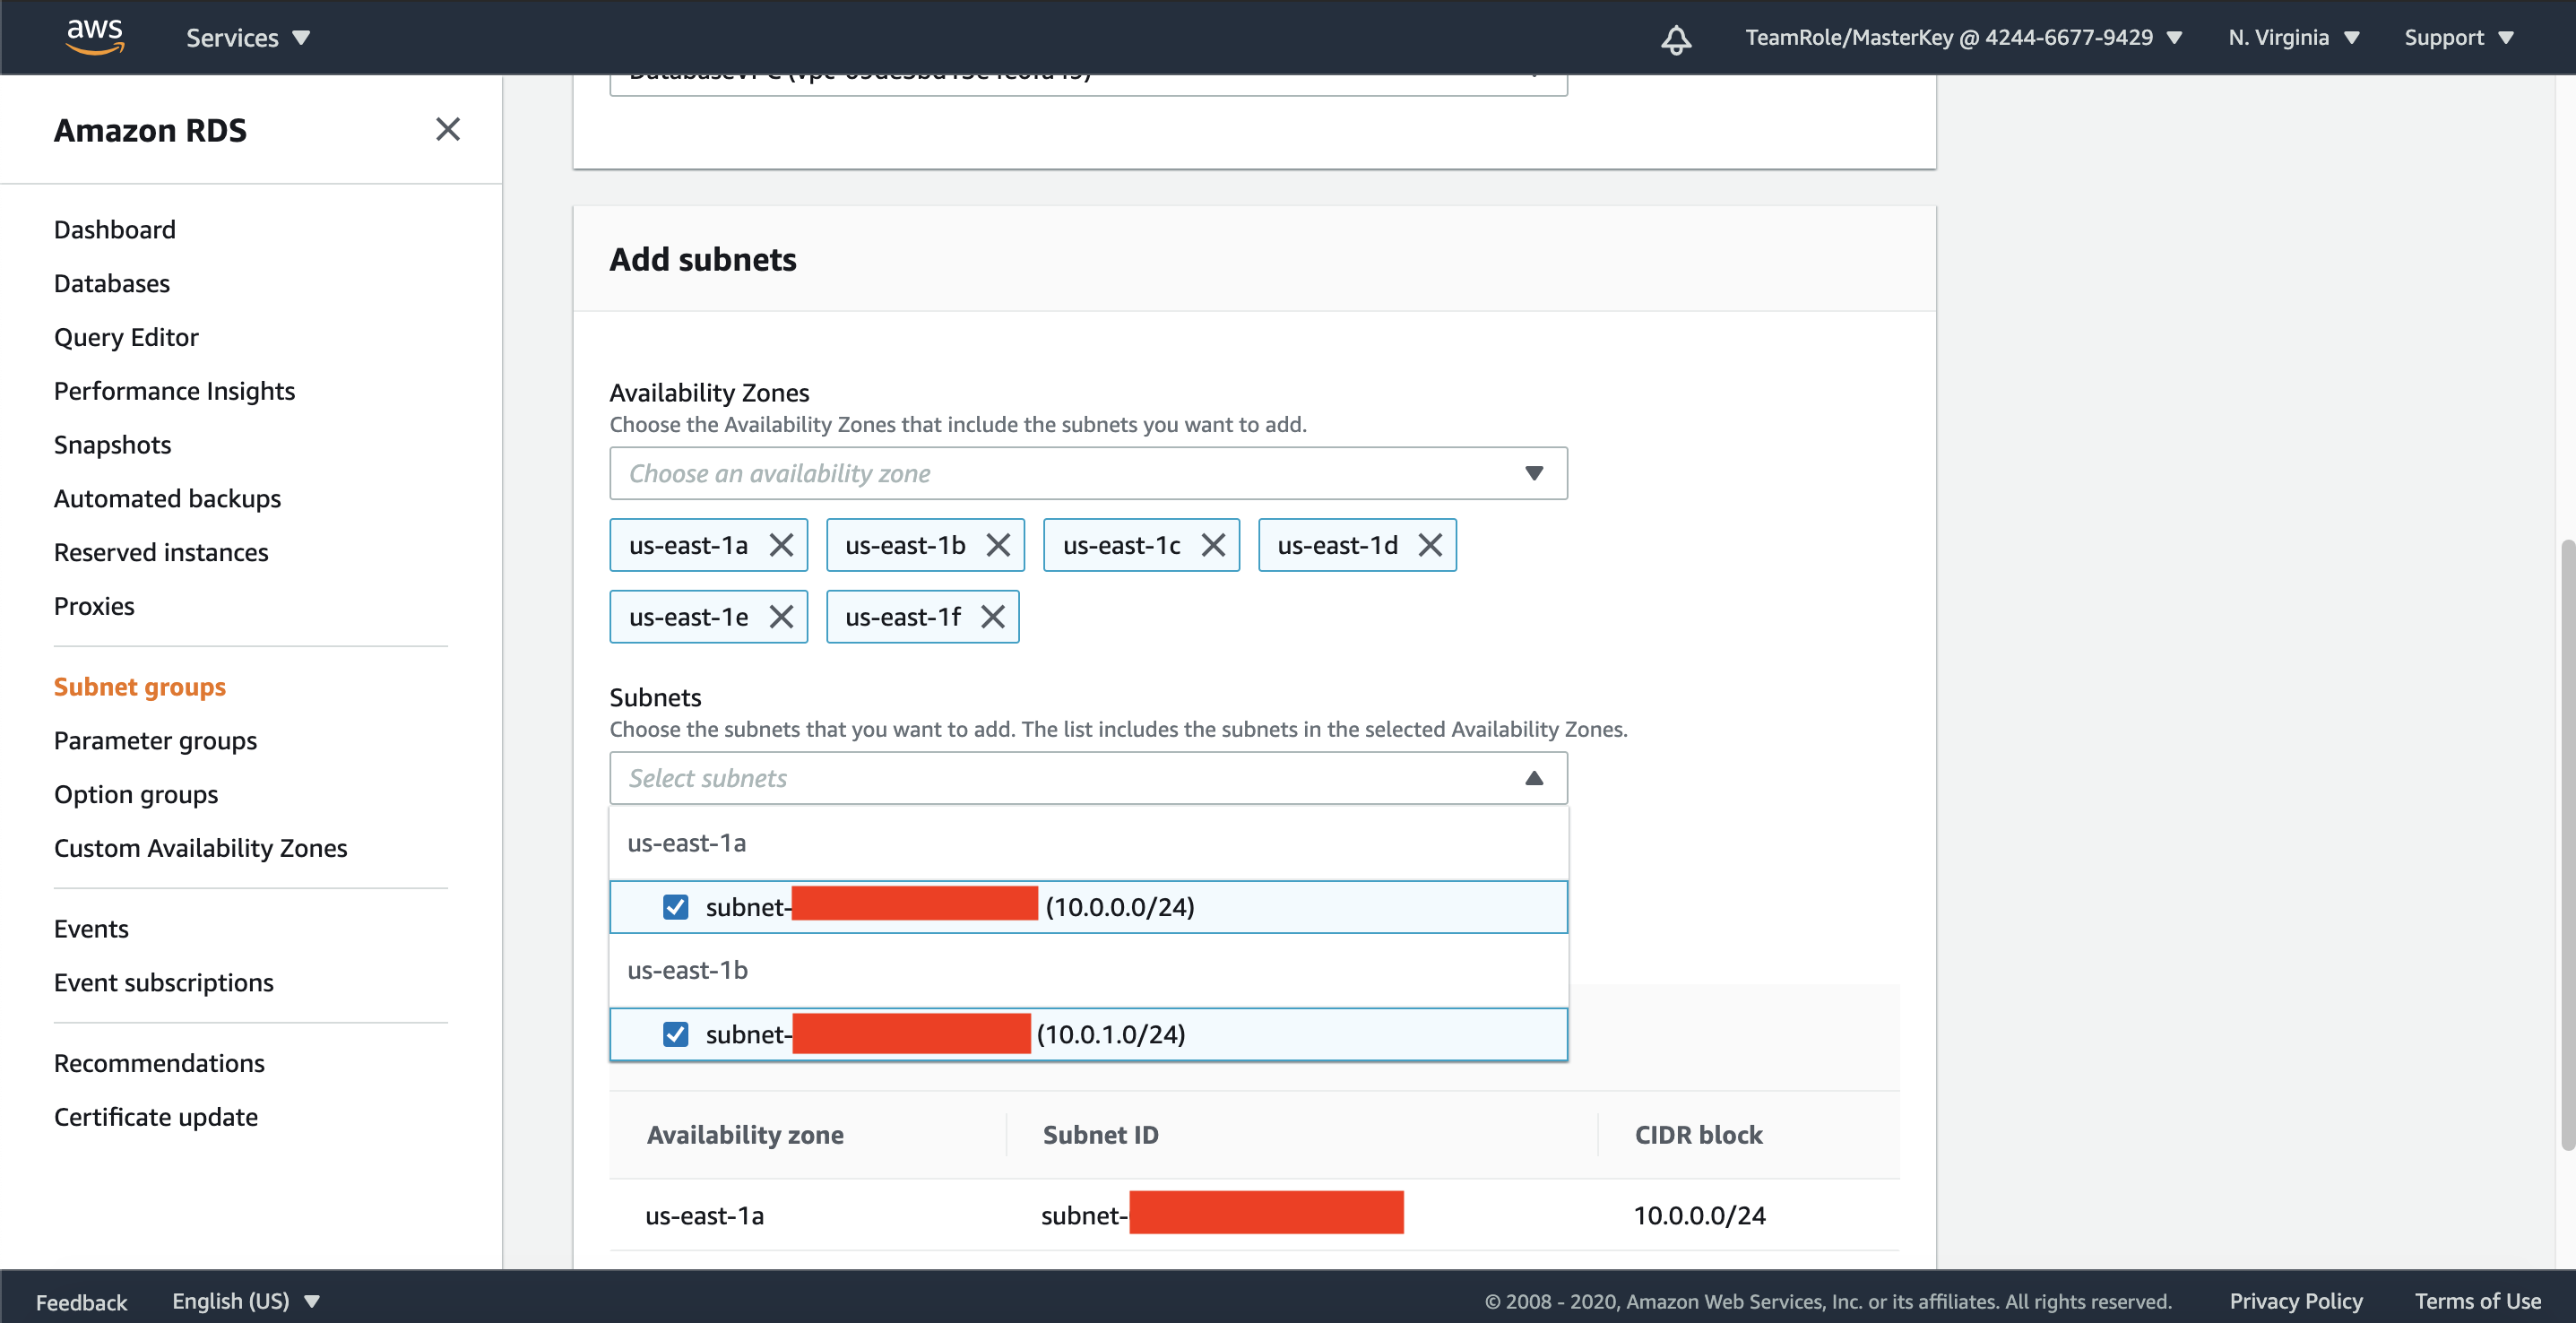 aws
Services
TeamRole/MasterKey @ 4244-6677-9429
N. Virginia
Support
Amazon RDS
Dashboard
Databases
Query Editor
Performance Insights
Snapshots
Automated backups
Reserved instances
Proxies
Subnet groups
Parameter groups
Option groups
Custom Availability Zones
Events
Event subscriptions
Recommendations
Certificate update
Add subnets
Availability Zones
Choose the Availability Zones that include the subnets you want to add.
Choose an availability zone
us-east-1a
us-east-1b
us-east-1c
us-east-1d
us-east-1e
us-east-1f
Subnets
Choose the subnets that you want to add. The list includes the subnets in the selected Availability Zones.
Select subnets
us-east-1a
subnet- (10.0.0.0/24)
us-east-1b
subnet- (10.0.1.0/24)
Availability zone
Subnet ID
CIDR block
us-east-1a
subnet-
10.0.0.0/24
Feedback
English (US)
© 2008 - 2020, Amazon Web Services, Inc. or its affiliates. All rights reserved.
Privacy Policy
Terms of Use